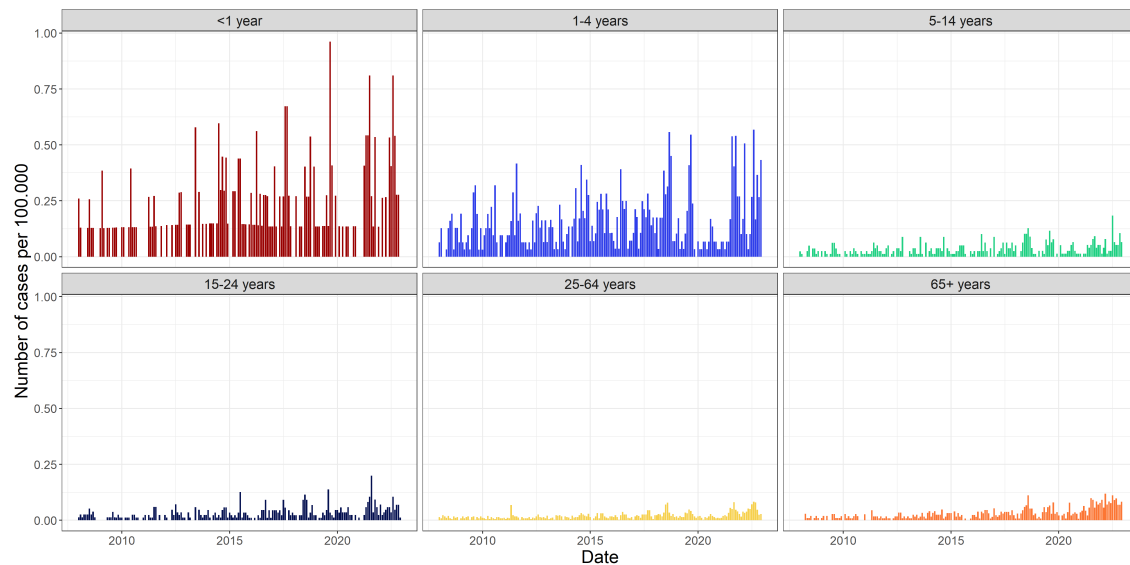 <1 year
1-4 years
5-14 years
1.00
0.75
0.50
0.25
0.00
15-24 years
25-64 years
65+ years
1.00
0.75
0.50
0.25
0.00
2010
2015
2020
2010
2015
2020
2010
2015
2020
Date
Number of cases per 100.000